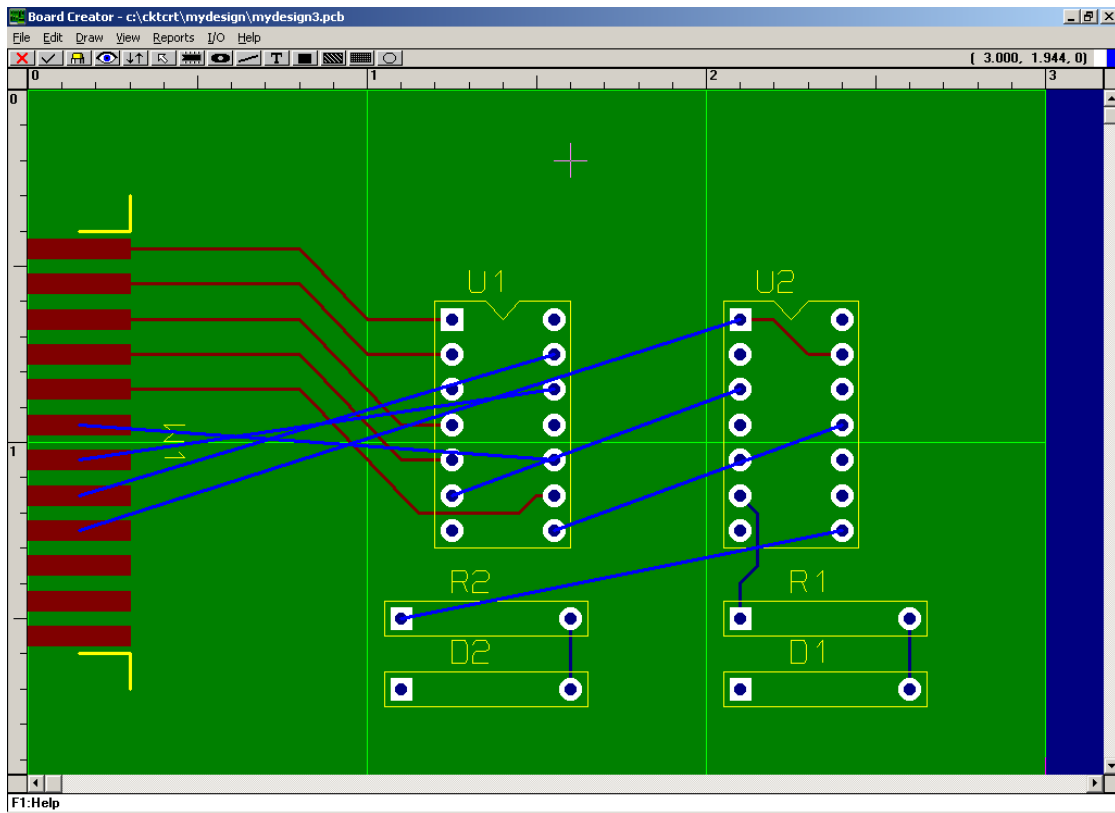 Board Creator - c:\cktcrt\mydesign\mydesign3.pcb
File Edit Draw View Reports I/O Help
T ( 3.000, 1.944, 0)
0 1 2 3
0
U1 U2
1
R2 R1
D2 D1
F1:Help